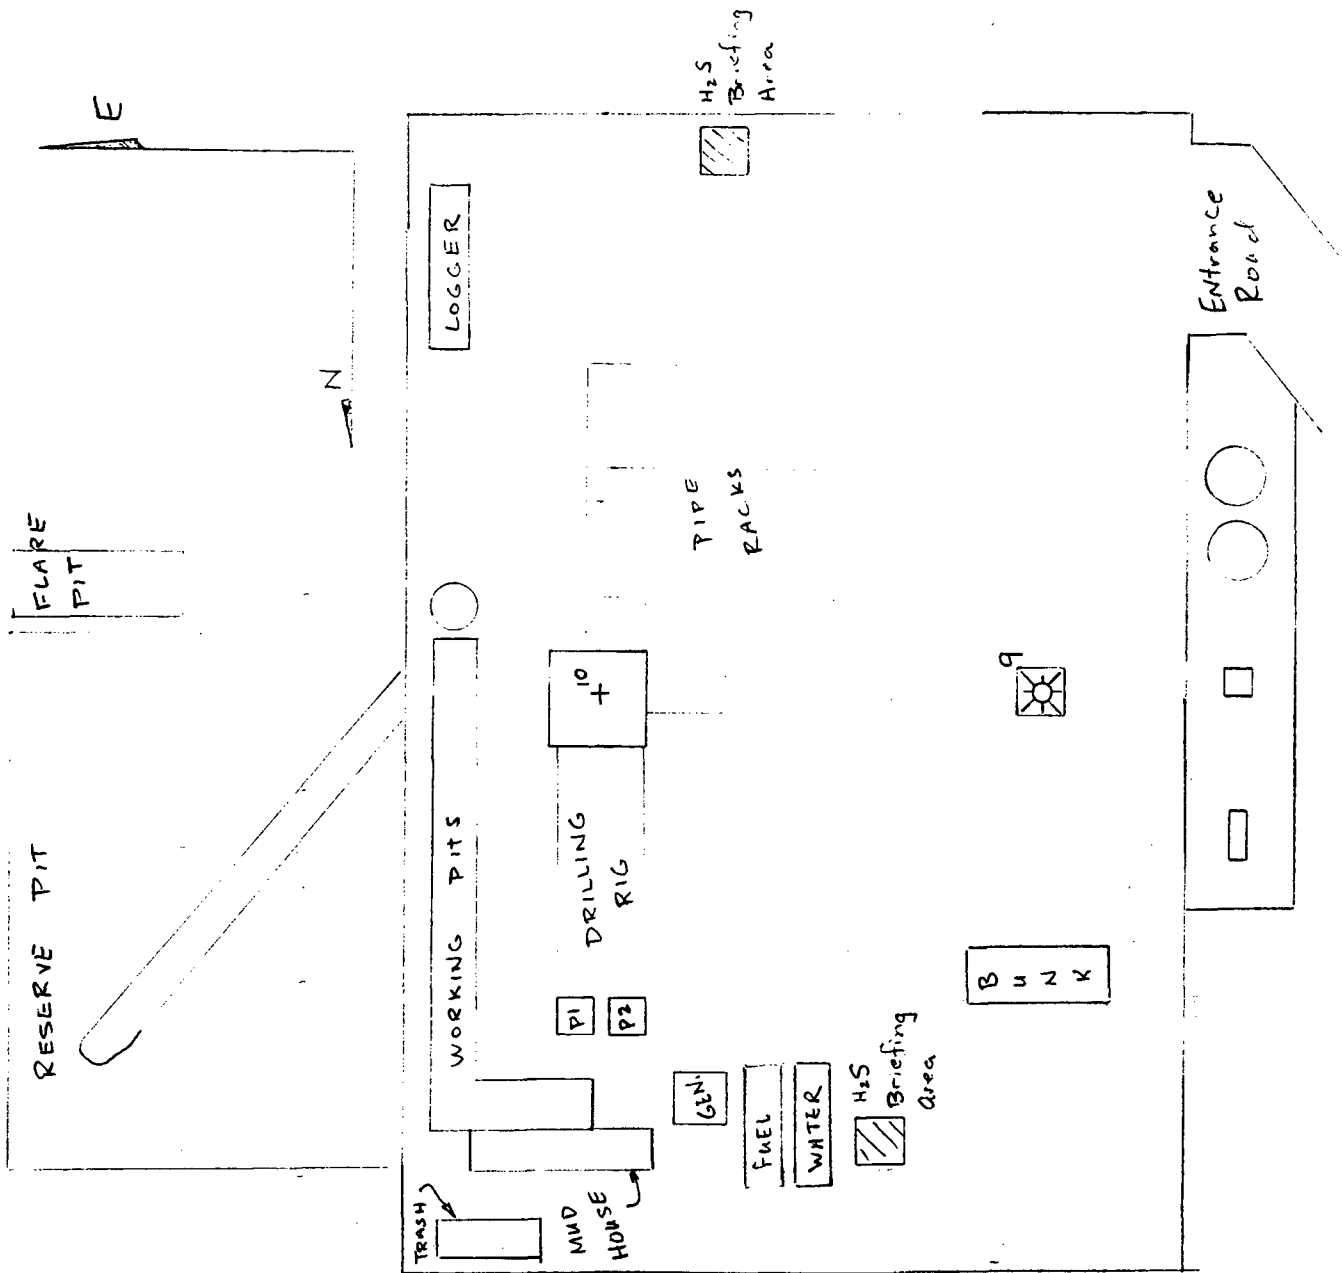 E
N
FLARE
PIT
RESERVE PIT
H₂S
Briefing
Area
LOGGER
ENtrance
Road
PIPE
RACKS
+10
9
WORKING PITS
DRILLING
RIG
P1
P2
BUNK
GEN.
FUEL
WATER
H₂S
Briefing
area
TRASH
MUD
HOUSE